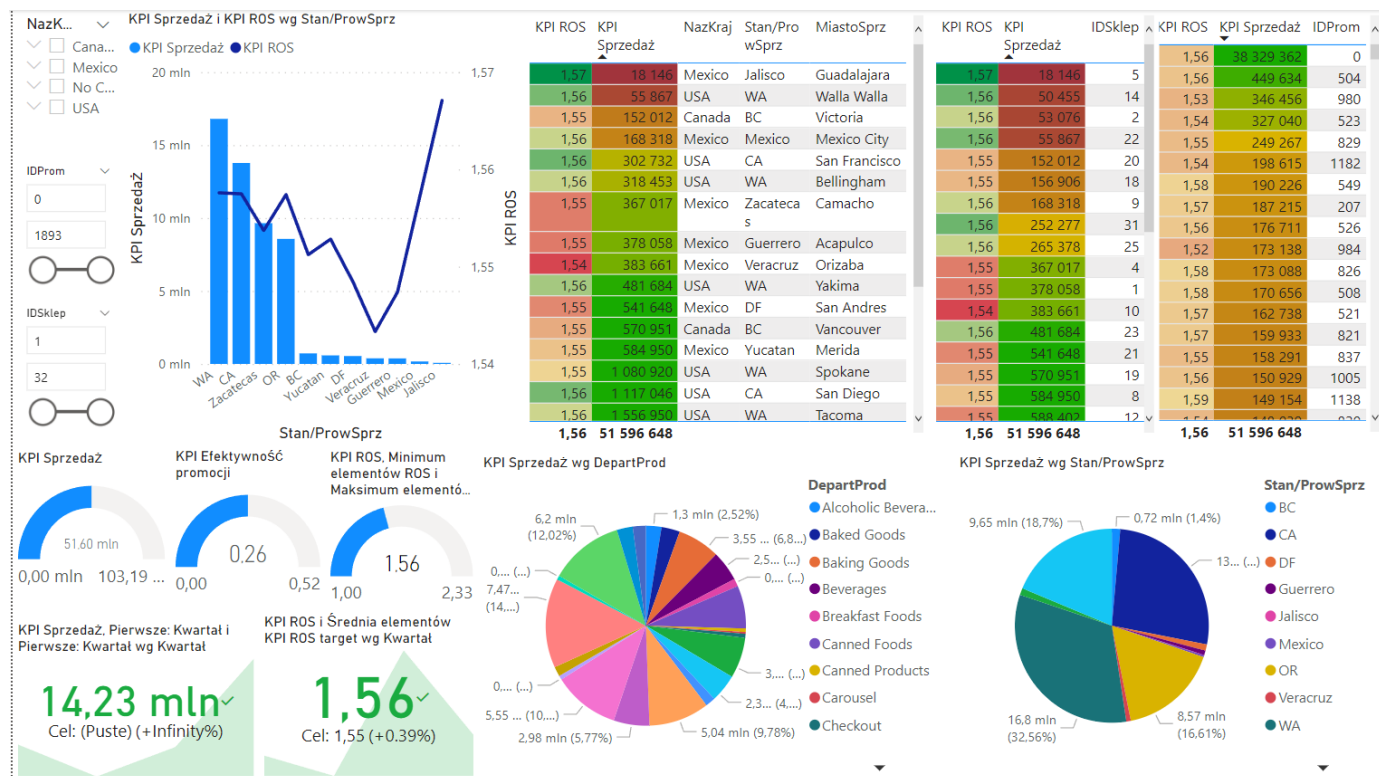 NazK...
Cana...
Mexico
No C...
USA
IDProm
0
1893
IDSklep
1
32
KPI Sprzedaż i KPI ROS wg Stan/ProwSprz
KPI Sprzedaż KPI ROS
20 mln
15 mln
10 mln
5 mln
0 mln
KPI Sprzedaż
1,57
1,56
1,55
1,54
KPI ROS
WA
CA
Zacatecas
OR
BC
Yucatan
DF
Veracruz
Guerrero
Mexico
Jalisco
Stan/ProwSprz
KPI ROS KPI Sprzedaż NazKraj Stan/ProwSprz MiastoSprz
1,57 18 146 Mexico Jalisco Guadalajara
1,56 55 867 USA WA Walla Walla
1,55 152 012 Canada BC Victoria
1,56 168 318 Mexico Mexico Mexico City
1,56 302 732 USA CA San Francisco
1,56 318 453 USA WA Bellingham
1,55 367 017 Mexico Zacatecas Camacho
1,55 378 058 Mexico Guerrero Acapulco
1,54 383 661 Mexico Veracruz Orizaba
1,56 481 684 USA WA Yakima
1,55 541 648 Mexico DF San Andres
1,55 570 951 Canada BC Vancouver
1,55 584 950 Mexico Yucatan Merida
1,55 1 080 920 USA WA Spokane
1,56 1 117 046 USA CA San Diego
1,56 1 556 950 USA WA Tacoma
1,56 51 596 648
KPI ROS KPI Sprzedaż IDSklep
1,57 18 146 5
1,56 50 455 14
1,56 53 076 2
1,56 55 867 22
1,55 152 012 20
1,55 156 906 18
1,56 168 318 9
1,56 252 277 31
1,56 265 378 25
1,55 367 017 4
1,55 378 058 1
1,54 383 661 10
1,56 481 684 23
1,55 541 648 21
1,55 570 951 19
1,55 584 950 8
1,55 588 402 12
1,56 51 596 648
KPI ROS KPI Sprzedaż IDProm
1,56 38 329 362 0
1,56 449 634 504
1,53 346 456 980
1,54 327 040 523
1,55 249 267 829
1,54 198 615 1182
1,58 190 226 549
1,57 187 215 207
1,56 176 711 526
1,52 173 138 984
1,58 173 088 826
1,58 170 656 508
1,57 162 738 521
1,57 159 933 821
1,55 158 291 837
1,56 150 929 1005
1,59 149 154 1138
1,56 51 596 648
KPI Sprzedaż
51.60 mln
0,00 mln 103,19 ...
KPI Efektywność
promocji
0,26
0,00 0,52
KPI ROS, Minimum
elementów ROS i
Maksimum elementó...
1.56
1,00 2,33
KPI Sprzedaż, Pierwsze: Kwartał i
Pierwsze: Kwartał wg Kwartał
14,23 mln
Cel: (Puste) (+Infinity%)
KPI ROS i Średnia elementów
KPI ROS target wg Kwartał
1,56
Cel: 1,55 (+0.39%)
KPI Sprzedaż wg DepartProd
1,3 mln (2,52%)
3,55 ... (6,8...)
2,5... (...)
0,... (...)
3,... (...)
2,3... (4,...)
5.04 mln (9.78%)
2,98 mln (5,77%)
5,55 ... (10,...)
0,... (...)
7,47...
(14,...)
0,... (...)
6,2 mln
(12,02%)
DepartProd
Alcoholic Bevera...
Baked Goods
Baking Goods
Beverages
Breakfast Foods
Canned Foods
Canned Products
Carousel
Checkout
KPI Sprzedaż wg Stan/ProwSprz
0.72 mln (1.4%)
13... (...)
8,57 mln
(16,61%)
16,8 mln
(32,56%)
9,65 mln (18,7%)
Stan/ProwSprz
BC
CA
DF
Guerrero
Jalisco
Mexico
OR
Veracruz
WA